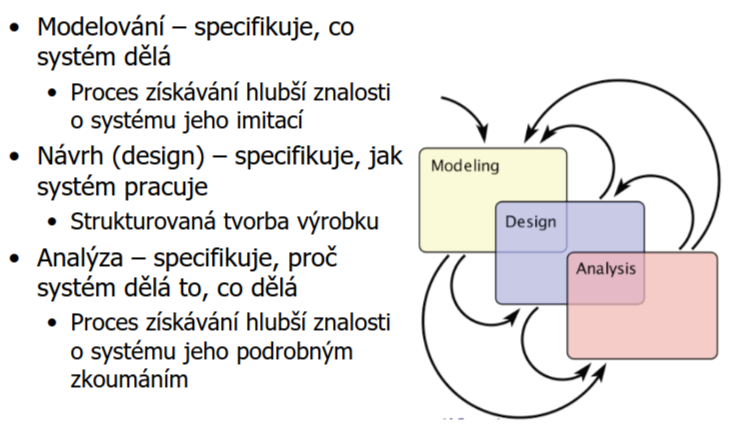 • Modelování – specifikuje, co
systém dělá
• Proces získávání hlubší znalosti
o systému jeho imitací
• Návrh (design) – specifikuje, jak
systém pracuje
• Strukturovaná tvorba výrobku
• Analýza – specifikuje, proč
systém dělá to, co dělá
• Proces získávání hlubší znalosti
o systému jeho podrobným
zkoumáním
Modeling
Design
Analysis